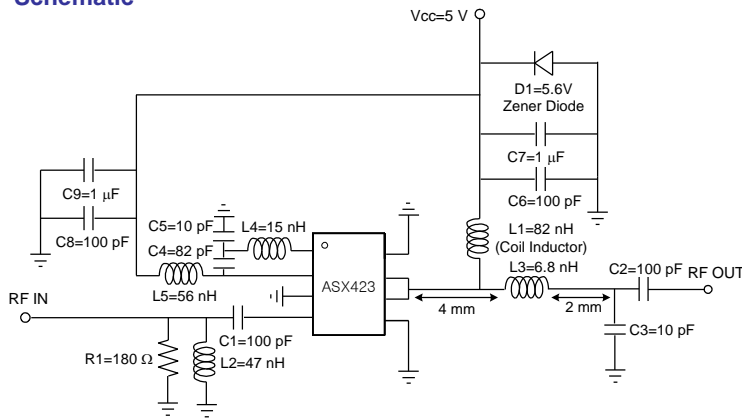 Schematic
Vcc=5 V
D1=5.6V
Zener Diode
C7=1 μF
C6=100 pF
C9=1 μF
C8=100 pF
C5=10 pF
L4=15 nH
C4=82 pF
L1=82 nH
(Coil Inductor)
L5=56 nH
ASX423
L3=6.8 nH
C2=100 pF
RF OUT
4 mm
2 mm
RF IN
C1=100 pF
C3=10 pF
R1=180 Ω
L2=47 nH